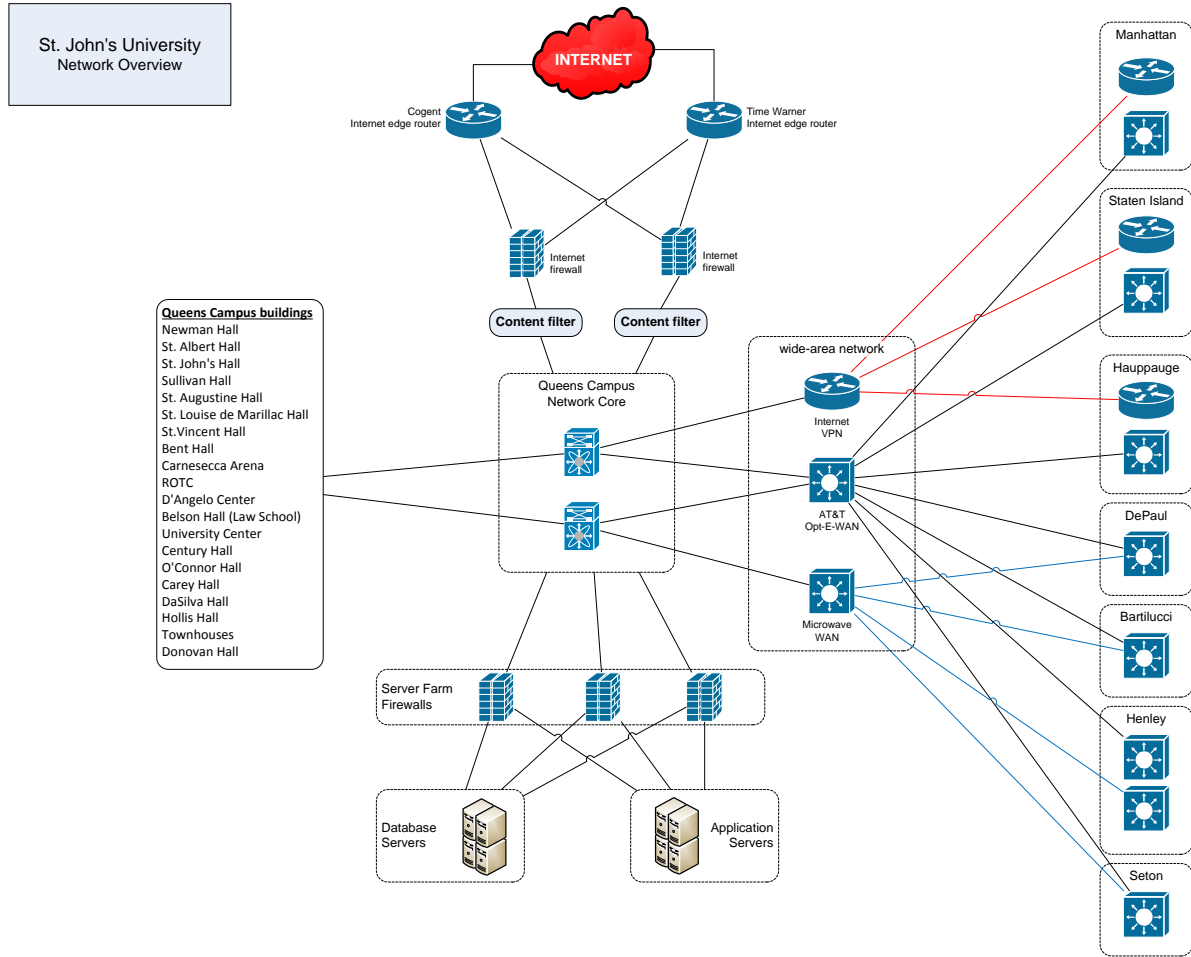 St. John's University
Network Overview
INTERNET
Cogent
Internet edge router
Time Warner
Internet edge router
Internet
firewall
Internet
firewall
Content filter
Content filter
Queens Campus buildings
Newman Hall
St. Albert Hall
St. John's Hall
Sullivan Hall
St. Augustine Hall
St. Louise de Marillac Hall
St.Vincent Hall
Bent Hall
Carnesecca Arena
ROTC
D'Angelo Center
Belson Hall (Law School)
University Center
Century Hall
O'Connor Hall
Carey Hall
DaSilva Hall
Hollis Hall
Townhouses
Donovan Hall
Queens Campus
Network Core
wide-area network
Internet
VPN
AT&T
Opt-E-WAN
Microwave
WAN
Server Farm
Firewalls
Database
Servers
Application
Servers
Manhattan
Staten Island
Hauppauge
DePaul
Bartilucci
Henley
Seton